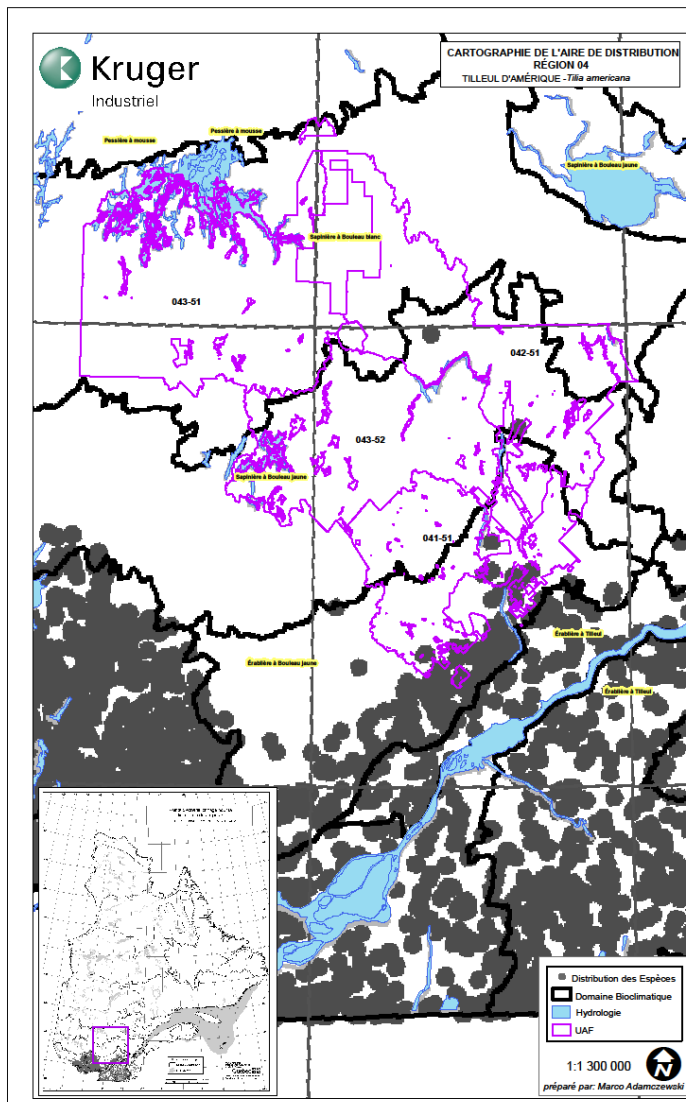 Kruger
Industriel
CARTOGRAPHIE DE L'AIRE DE DISTRIBUTION
RÉGION 04
TILLEUL D'AMÉRIQUE - Tilia americana
Pessière à mousse
Pessière à mousse
Sapinière à Bouleau jaune
Sapinière à Bouleau blanc
043-51
042-51
043-52
Sapinière à Bouleau jaune
041-51
Érablière à Tilleul
Érablière à Bouleau jaune
Érablière à Tilleul
Distribution des Espèces
Domaine Bioclimatique
Hydrologie
UAF
1:1 300 000
N
préparé par: Marco Adamczewski